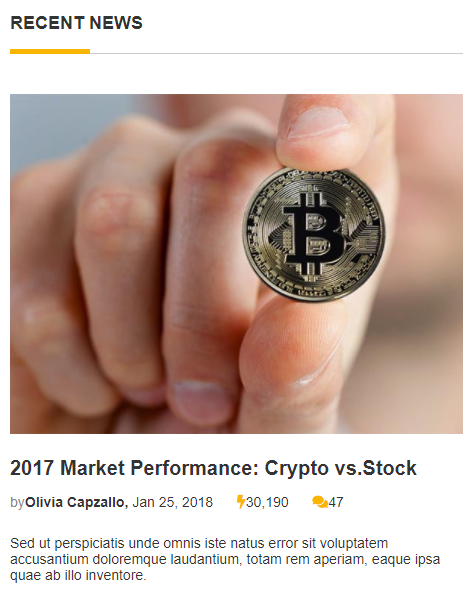 RECENT NEWS
B
2017 Market Performance: Crypto vs.Stock
byOlivia Capzallo, Jan 25, 2018 30,190 47
Sed ut perspiciatis unde omnis iste natus error sit voluptatem
accusantium doloremque laudantium, totam rem aperiam, eaque ipsa
quae ab illo inventore.